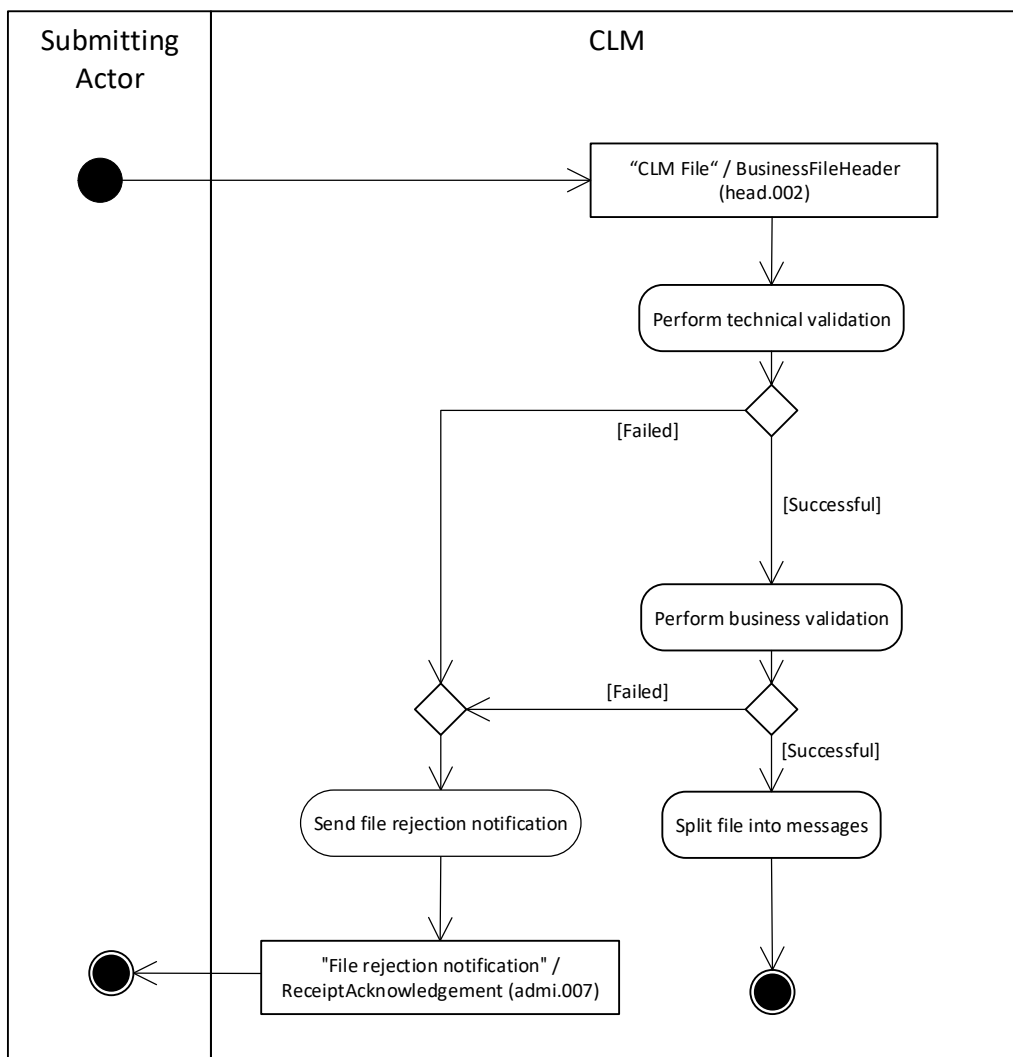 Submitting
Actor
CLM
“CLM File“ / BusinessFileHeader
(head.002)
Perform technical validation
[Failed]
[Successful]
Perform business validation
[Failed]
[Successful]
Send file rejection notification
Split file into messages
"File rejection notification" /
ReceiptAcknowledgement (admi.007)